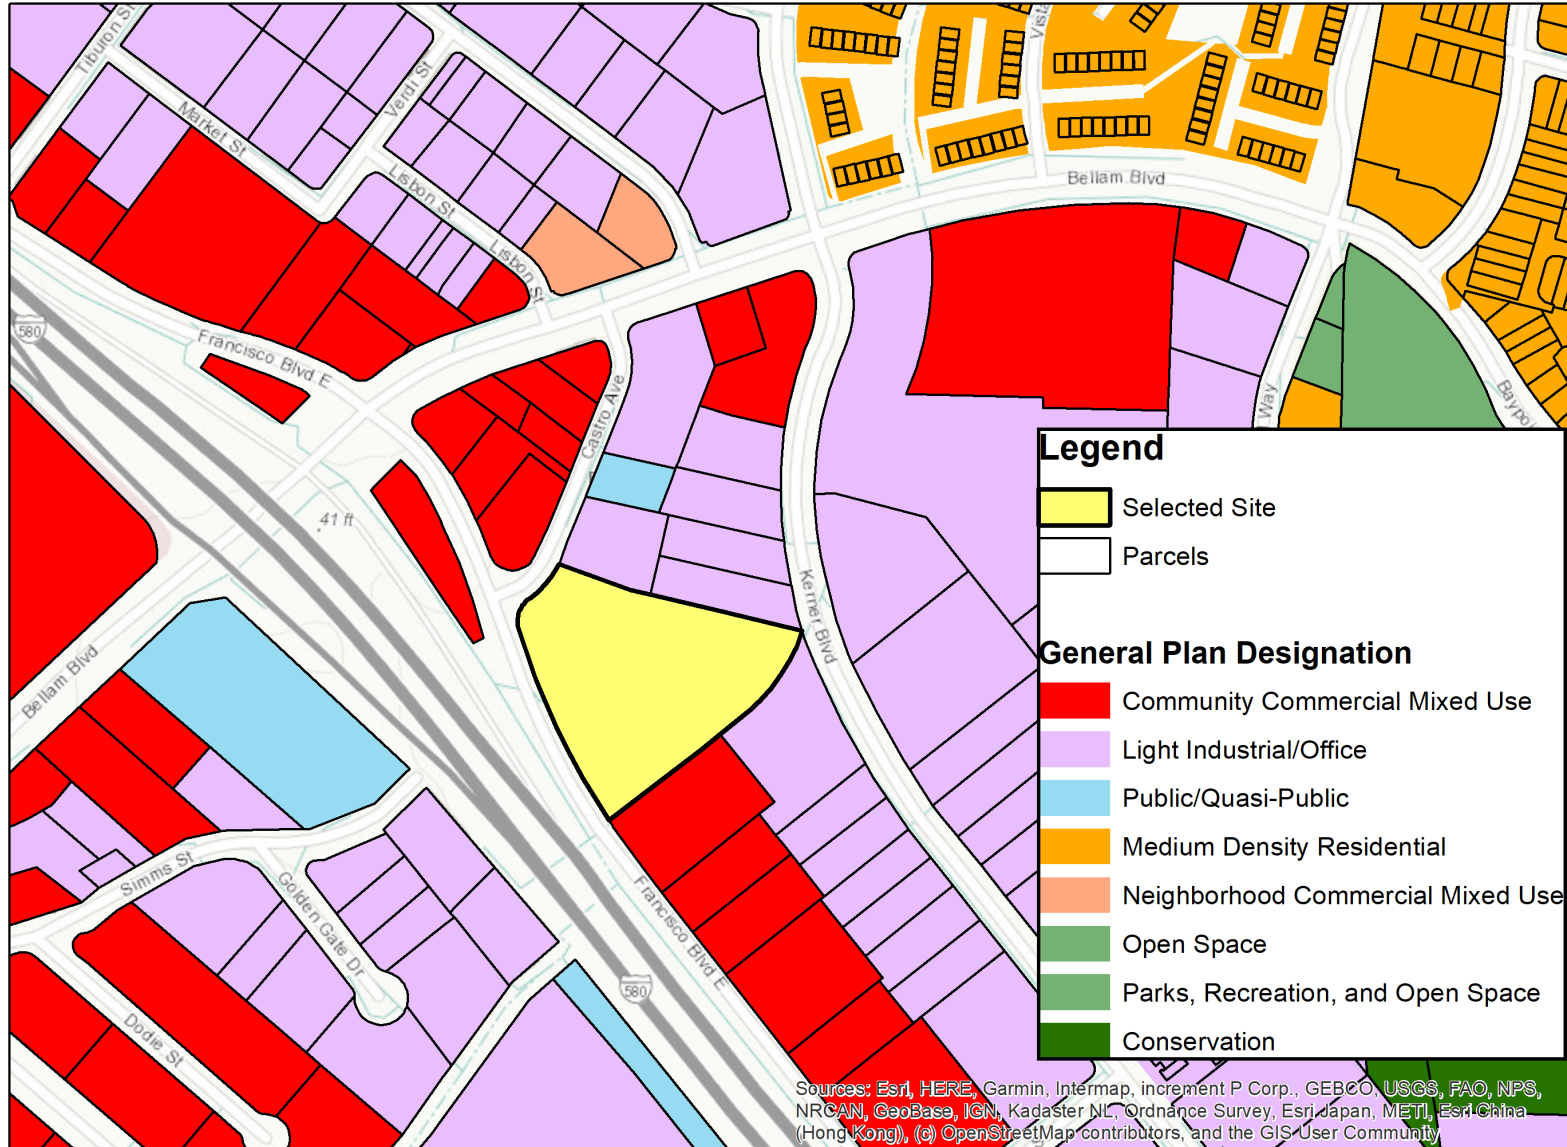 Tiburon St
Market St
Verdi St
Vista
Lisbon St
Lisbon St
Bellam Blvd
580
Francisco Blvd E
Castro Ave
Way
Baypoi
41 ft
Kerner Blvd
Bellam Blvd
Simms St
Golden Gate Dr
Dodie St
Francisco Blvd E
580
Legend
Selected Site
Parcels
General Plan Designation
Community Commercial Mixed Use
Light Industrial/Office
Public/Quasi-Public
Medium Density Residential
Neighborhood Commercial Mixed Use
Open Space
Parks, Recreation, and Open Space
Conservation
Sources: Esri, HERE, Garmin, Intermap, increment P Corp., GEBCO, USGS, FAO, NPS,
NRCAN, GeoBase, IGN, Kadaster NL, Ordnance Survey, Esri Japan, METI, Esri China
(Hong Kong), (c) OpenStreetMap contributors, and the GIS User Community